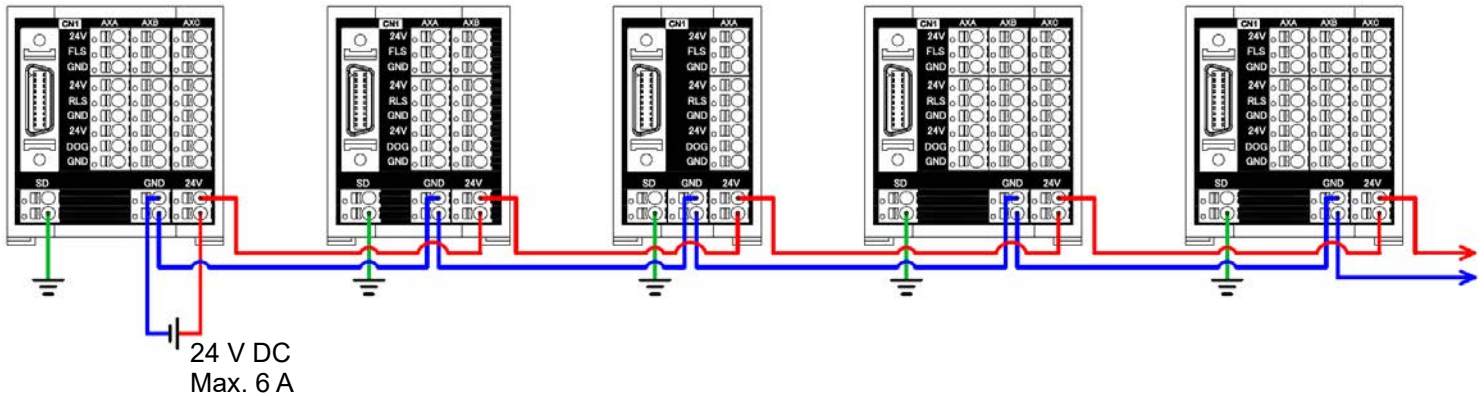 CN1 AXA AXB AXC
24V
FLS
GND
24V
RLS
GND
24V
DOG
GND
SD GND 24V
CN1 AXA AXB
24V
FLS
GND
24V
RLS
GND
24V
DOG
GND
SD GND 24V
CN1 AXA
24V
FLS
GND
24V
RLS
GND
24V
DOG
GND
SD GND 24V
CN1 AXA AXB AXC
24V
FLS
GND
24V
RLS
GND
24V
DOG
GND
SD GND 24V
CN1 AXA AXB AXC
24V
FLS
GND
24V
RLS
GND
24V
DOG
GND
SD GND 24V
24 V DC
Max. 6 A